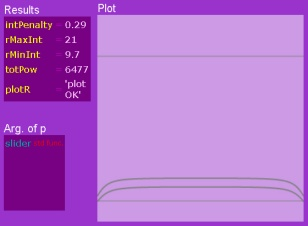 Results
intPenalty = 0.29
rMaxInt = 21
rMinInt = 9.7
totPow = 6477
plotR = 'plot
OK'
Arg. of p
slider
Plot